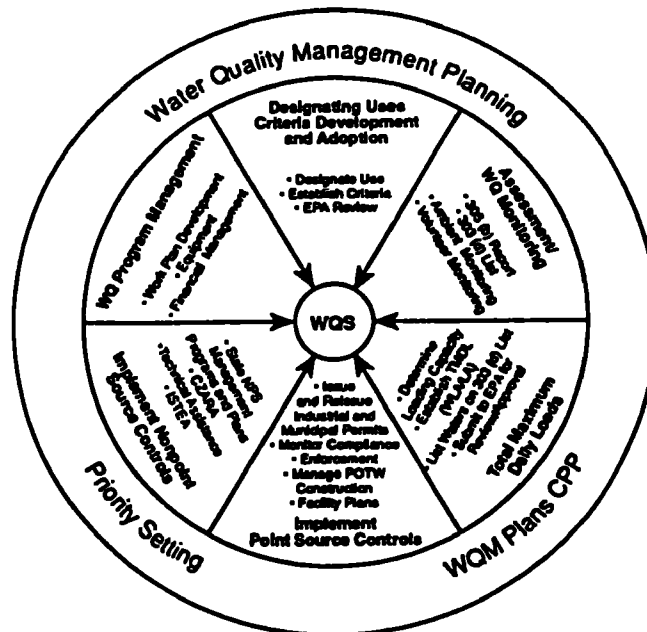 Water Quality Management Planning
Designating Uses
Criteria Development
and Adoption
• Designate Use
• Establish Criteria
• EPA Review
Assessment/
WQ Monitoring
• 305 (b) Report
• 303 (d) List
• Ambient Monitoring
• Volunteer Monitoring
• Determine
Loading Capacity
• Establish TMDL
(WLA/LA)
• List Waters on 303 (d) List
• Submit to EPA for
Review/Approval
Total Maximum
Daily Loads
WQM Plans CPP
• Issue
and Reissue
Industrial and
Municipal Permits
• Monitor Compliance
• Enforcement
• Manage POTW
Construction
• Facility Plans
Implement
Point Source Controls
• State NPS
Management
Programs and Plans
• CZARA
• Technical Assistance
• ISTEA
Implement Nonpoint
Source Controls
Priority Setting
WQ Program Management
• Work Plan Development
• Equipment
• Financial Management
WQS